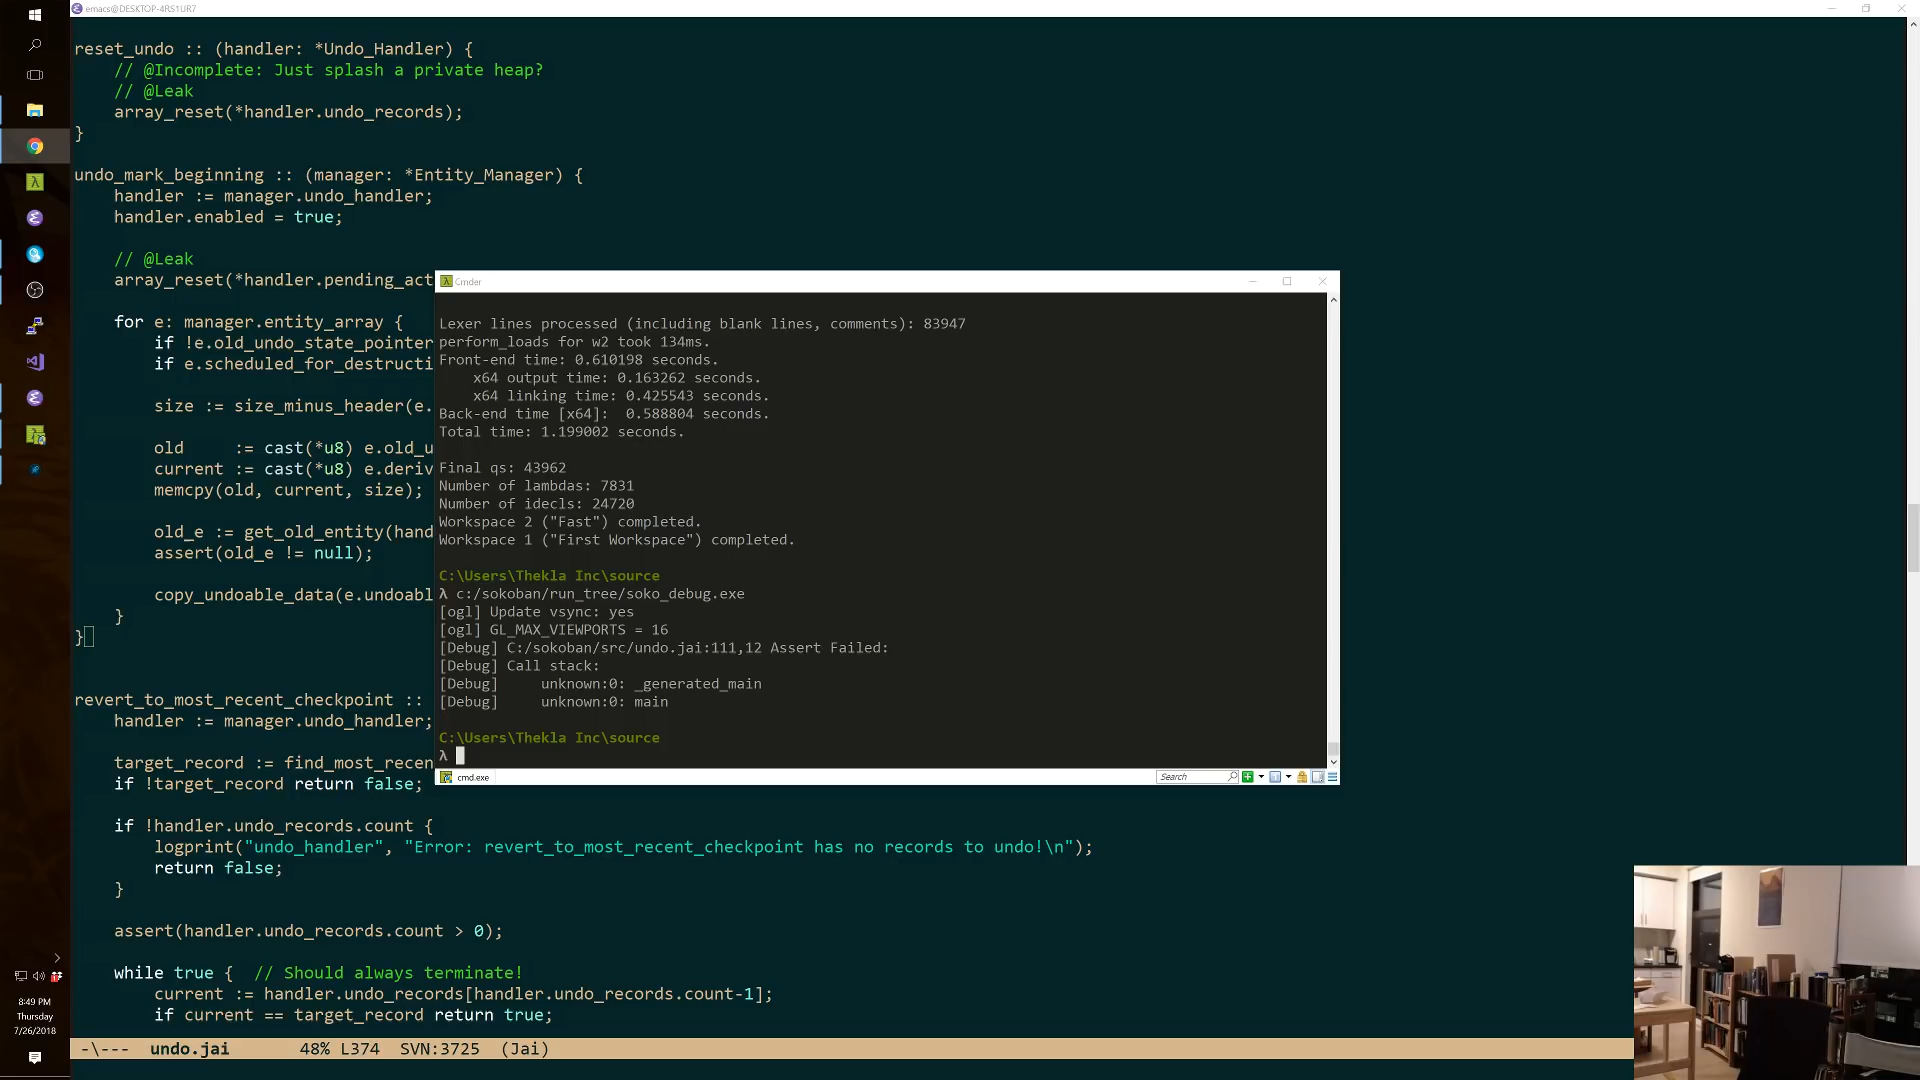 emacs@DESKTOP-4RS1UR7
reset_undo :: (handler: *Undo_Handler) {
    // @Incomplete: Just splash a private heap?
    // @Leak
    array_reset(*handler.undo_records);
}
undo_mark_beginning :: (manager: *Entity_Manager) {
    handler := manager.undo_handler;
    handler.enabled = true;
    // @Leak
    array_reset(*handler.pending_act
    for e: manager.entity_array {
        if !e.old_undo_state_pointer
        if e.scheduled_for_destructi
        size := size_minus_header(e.
        old     := cast(*u8) e.old_u
        current := cast(*u8) e.deriv
        memcpy(old, current, size);
        old_e := get_old_entity(hand
        assert(old_e != null);
        copy_undoable_data(e.undoabl
    }
}
revert_to_most_recent_checkpoint ::
    handler := manager.undo_handler;
    target_record := find_most_recen
    if !target_record return false;
    if !handler.undo_records.count {
        logprint("undo_handler", "Error: revert_to_most_recent_checkpoint has no records to undo!\n");
        return false;
    }
    assert(handler.undo_records.count > 0);
    while true {  // Should always terminate!
        current := handler.undo_records[handler.undo_records.count-1];
        if current == target_record return true;
-\---  undo.jai       48% L374  SVN:3725  (Jai)
Cmder
Lexer lines processed (including blank lines, comments): 83947
perform_loads for w2 took 134ms.
Front-end time: 0.610198 seconds.
    x64 output time: 0.163262 seconds.
    x64 linking time: 0.425543 seconds.
Back-end time [x64]:  0.588804 seconds.
Total time: 1.199002 seconds.
Final qs: 43962
Number of lambdas: 7831
Number of idecls: 24720
Workspace 2 ("Fast") completed.
Workspace 1 ("First Workspace") completed.
C:\Users\Thekla Inc\source
λ c:/sokoban/run_tree/soko_debug.exe
[ogl] Update vsync: yes
[ogl] GL_MAX_VIEWPORTS = 16
[Debug] C:/sokoban/src/undo.jai:111,12 Assert Failed:
[Debug] Call stack:
[Debug]     unknown:0: _generated_main
[Debug]     unknown:0: main
C:\Users\Thekla Inc\source
λ
cmd.exe
Search
8:49 PM
Thursday
7/26/2018